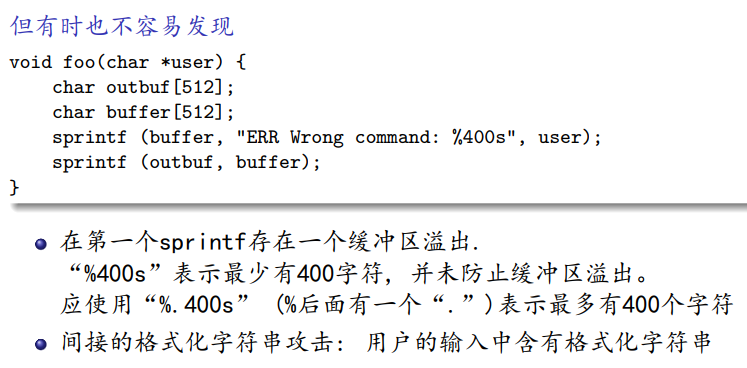 但有时也不容易发现
void foo(char *user) {
    char outbuf[512];
    char buffer[512];
    sprintf (buffer, "ERR Wrong command: %400s", user);
    sprintf (outbuf, buffer);
}
在第一个sprintf存在一个缓冲区溢出.
“%400s”表示最少有400字符, 并未防止缓冲区溢出。
应使用“%.400s” (%后面有一个“.”)表示最多有400个字符
间接的格式化字符串攻击: 用户的输入中含有格式化字符串